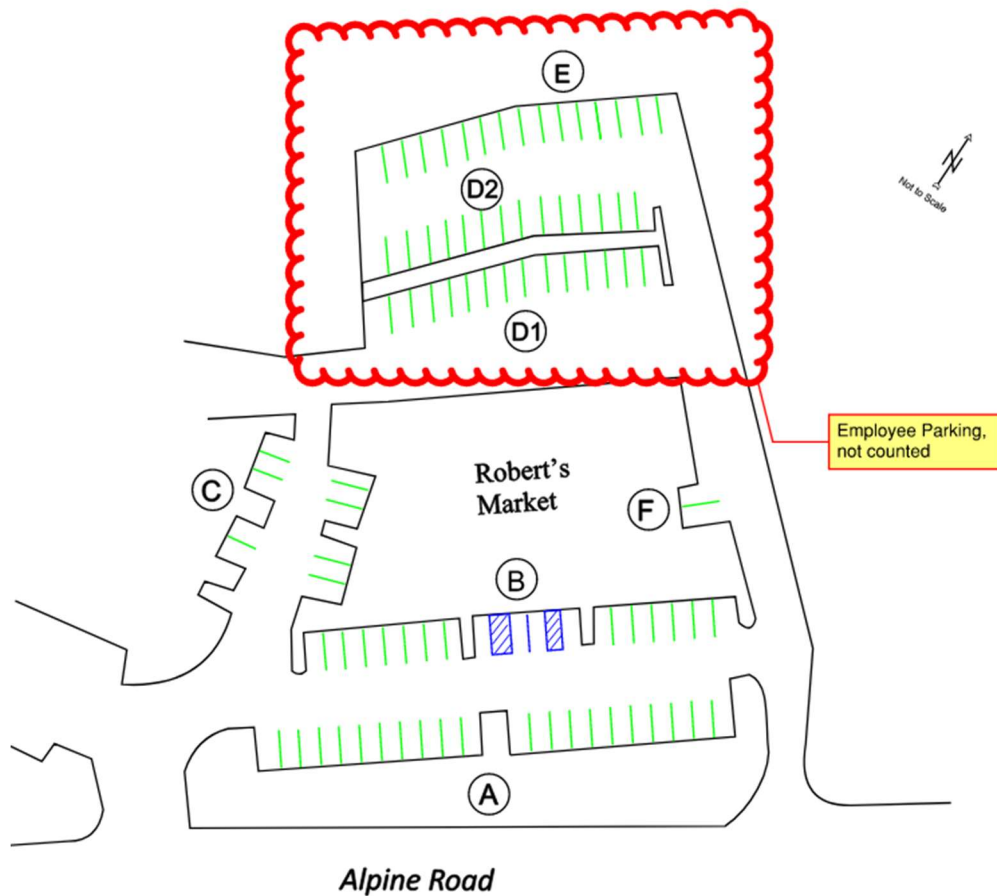 E
D2
N
Not to Scale
D1
Employee Parking,
not counted
Robert's
Market
C
F
B
A
Alpine Road